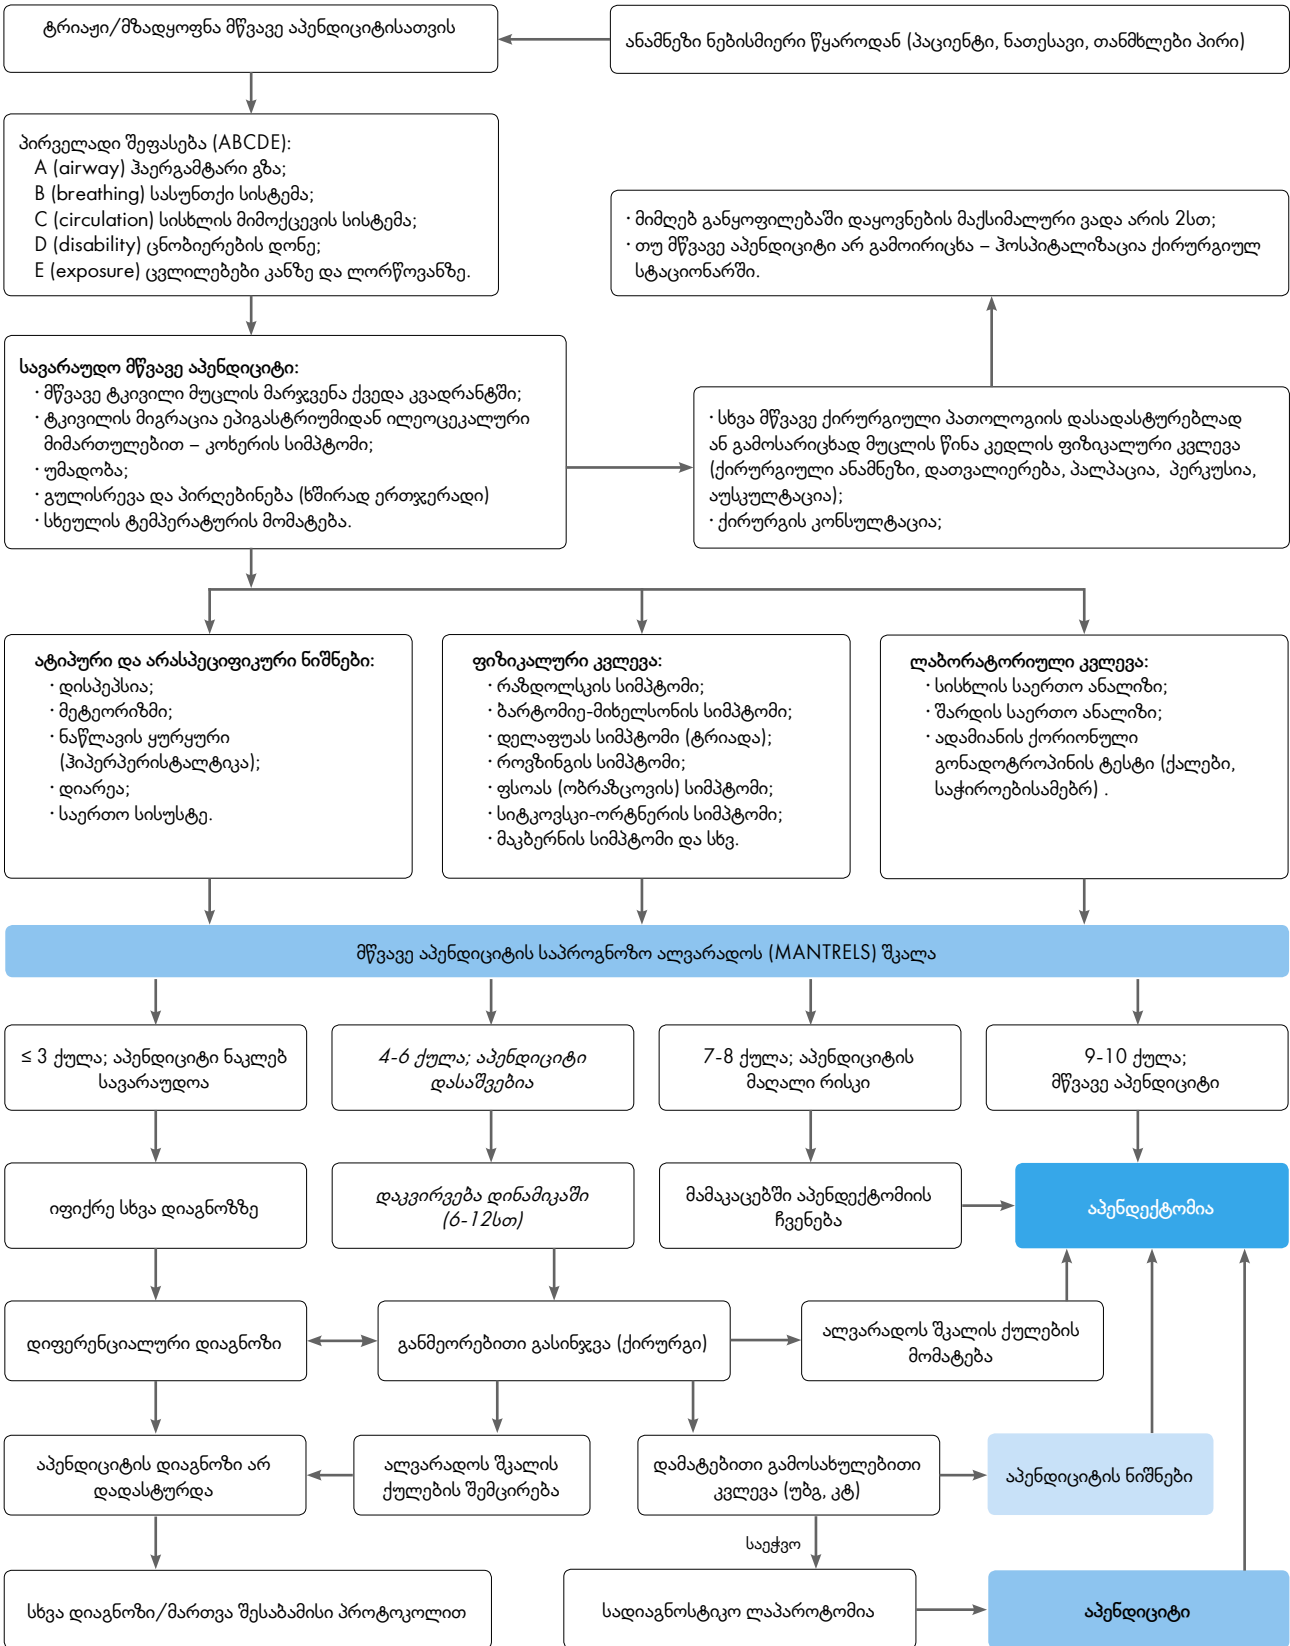 ტრიაჟი/მზადყოფნა მწვავე აპენდიციტისათვის
ანამნეზი ნებისმიერი წყაროდან (პაციენტი, ნათესავი, თანმხლები პირი)
პირველადი შეფასება (ABCDE):
A (airway) ჰაერგამტარი გზა;
B (breathing) სასუნთქი სისტემა;
C (circulation) სისხლის მიმოქცევის სისტემა;
D (disability) ცნობიერების დონე;
E (exposure) ცვლილებები კანზე და ლორწოვანზე.
· მიმღებ განყოფილებაში დაყოვნების მაქსიმალური ვადა არის 2სთ;
· თუ მწვავე აპენდიციტი არ გამოირიცხა – ჰოსპიტალიზაცია ქირურგიულ
სტაციონარში.
სავარაუდო მწვავე აპენდიციტი:
· მწვავე ტკივილი მუცლის მარჯვენა ქვედა კვადრანტში;
· ტკივილის მიგრაცია ეპიგასტრიუმიდან ილეოცეკალური
მიმართულებით – კოხერის სიმპტომი;
· უმადობა;
· გულისრევა და პირღებინება (ხშირად ერთჯერადი)
· სხეულის ტემპერატურის მომატება.
· სხვა მწვავე ქირურგიული პათოლოგიის დასადასტურებლად
ან გამოსარიცხად მუცლის წინა კედლის ფიზიკალური კვლევა
(ქირურგიული ანამნეზი, დათვალიერება, პალპაცია, პერკუსია,
აუსკულტაცია);
· ქირურგის კონსულტაცია;
ატიპური და არასპეციფიკური ნიშნები:
· დისპეპსია;
· მეტეორიზმი;
· ნაწლავის ყურყური
(ჰიპერპერისტალტიკა);
· დიარეა;
· საერთო სისუსტე.
ფიზიკალური კვლევა:
· რაზდოლსკის სიმპტომი;
· ბარტომიე-მიხელსონის სიმპტომი;
· დელაფუას სიმპტომი (ტრიადა);
· როვზინგის სიმპტომი;
· ფსოას (ობრაზცოვის) სიმპტომი;
· სიტკოვსკი-ორტნერის სიმპტომი;
· მაკბერნის სიმპტომი და სხვ.
ლაბორატორიული კვლევა:
· სისხლის საერთო ანალიზი;
· შარდის საერთო ანალიზი;
· ადამიანის ქორიონული
გონადოტროპინის ტესტი (ქალები,
საჭიროებისამებრ) .
მწვავე აპენდიციტის საპროგნოზო ალვარადოს (MANTRELS) შკალა
≤ 3 ქულა; აპენდიციტი ნაკლებ
სავარაუდოა
4-6 ქულა; აპენდიციტი
დასაშვებია
7-8 ქულა; აპენდიციტის
მაღალი რისკი
9-10 ქულა;
მწვავე აპენდიციტი
იფიქრე სხვა დიაგნოზზე
დაკვირვება დინამიკაში
(6-12სთ)
მამაკაცებში აპენდექტომიის
ჩვენება
აპენდექტომია
დიფერენციალური დიაგნოზი
განმეორებითი გასინჯვა (ქირურგი)
ალვარადოს შკალის ქულების
მომატება
აპენდიციტის დიაგნოზი არ
დადასტურდა
ალვარადოს შკალის
ქულების შემცირება
დამატებითი გამოსახულებითი
კვლევა (უბგ, კტ)
აპენდიციტის ნიშნები
საეჭვო
სხვა დიაგნოზი/მართვა შესაბამისი პროტოკოლით
სადიაგნოსტიკო ლაპაროტომია
აპენდიციტი